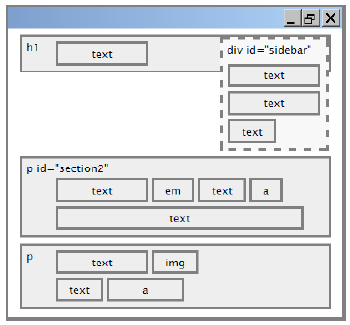 h1
text
div id="sidebar"
text
text
text
p id="section2"
text em text a
text
p
text img
text a